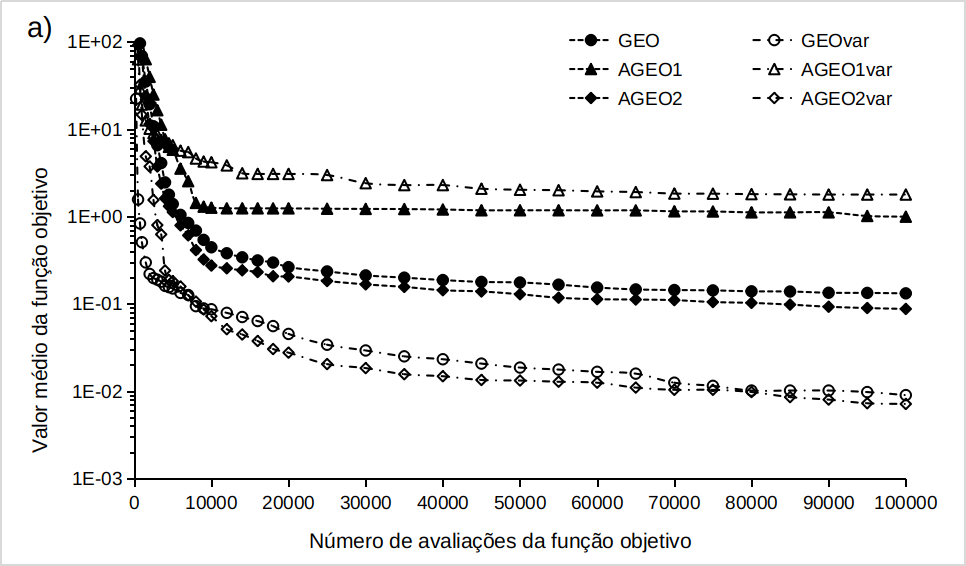 a)
GEO
GEOvar
AGEO1
AGEO1var
AGEO2
AGEO2var
Valor médio da função objetivo
1E+02
1E+01
1E+00
1E-01
1E-02
1E-03
0 10000 20000 30000 40000 50000 60000 70000 80000 90000 100000
Número de avaliações da função objetivo